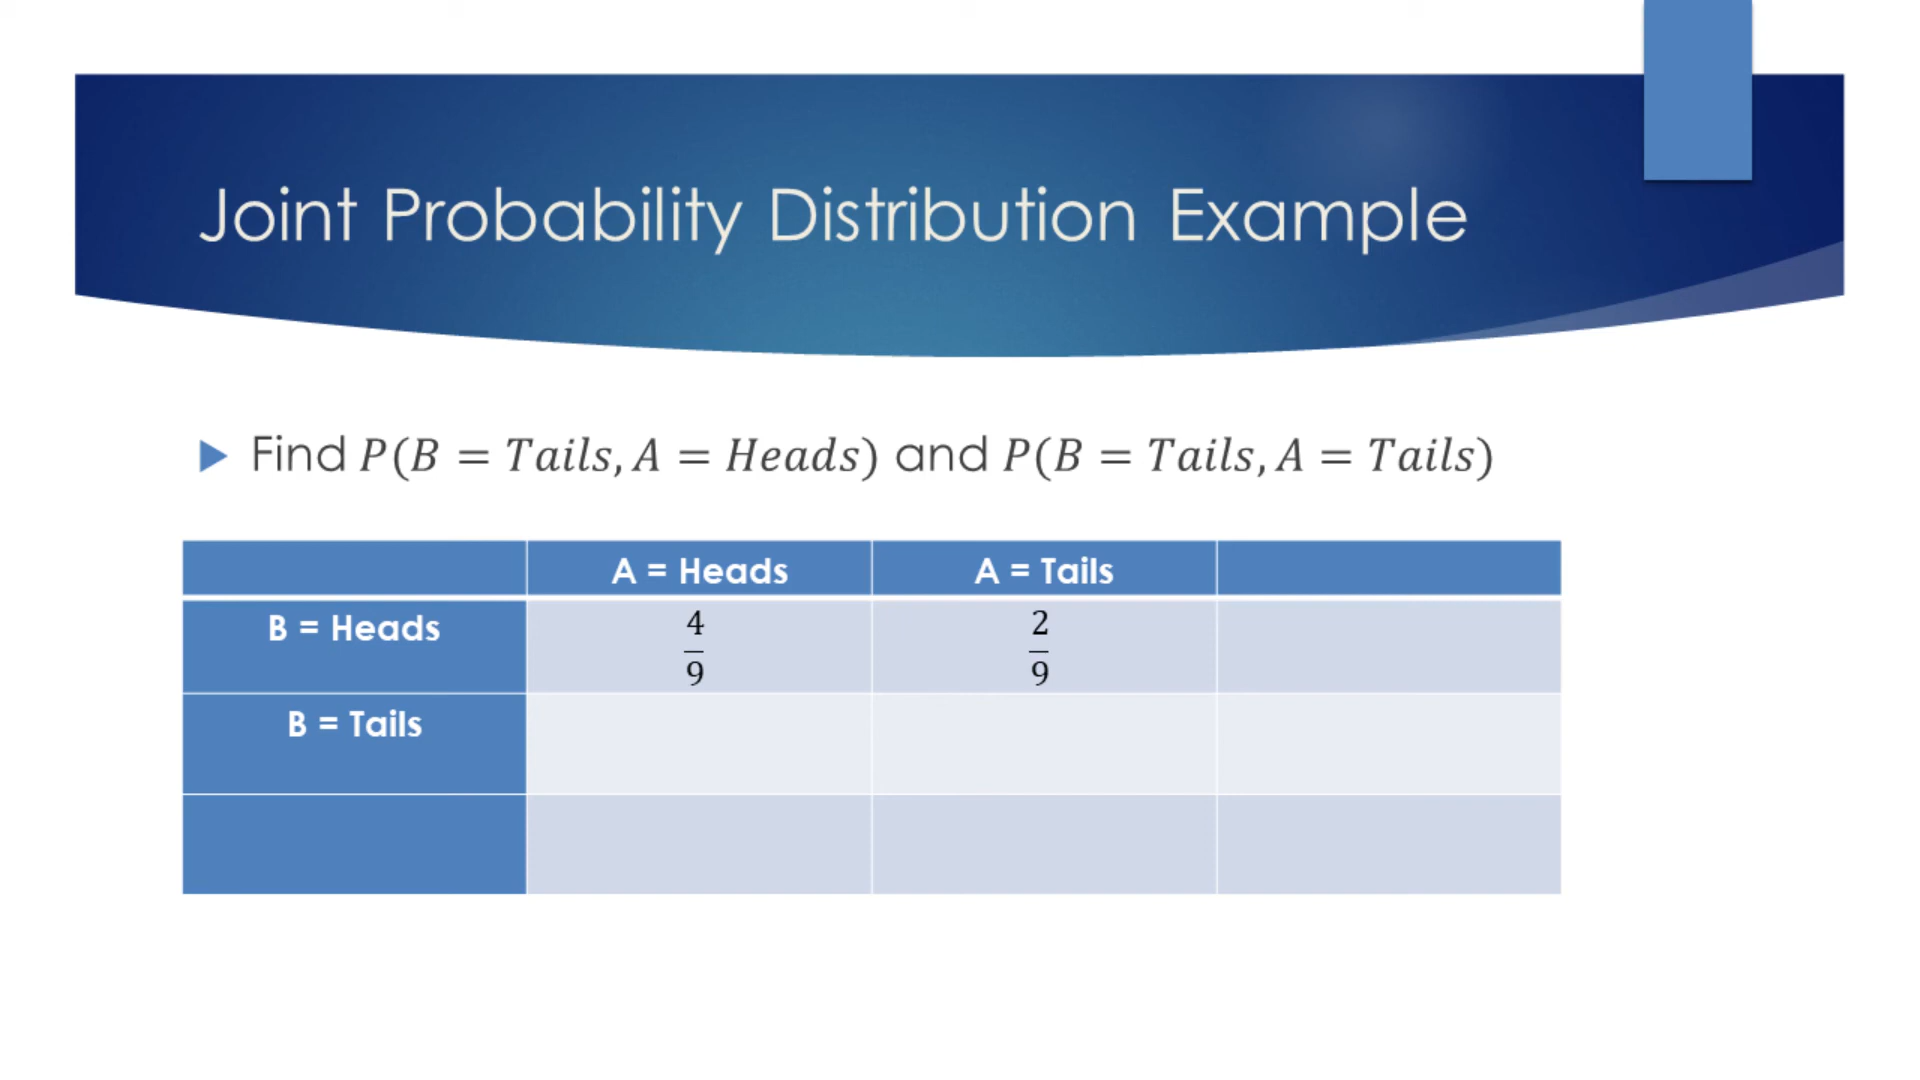 Joint Probability Distribution Example
Find P(B = Tails, A = Heads) and P(B = Tails, A = Tails)
A = Heads A = Tails
B = Heads 4/9 2/9
B = Tails